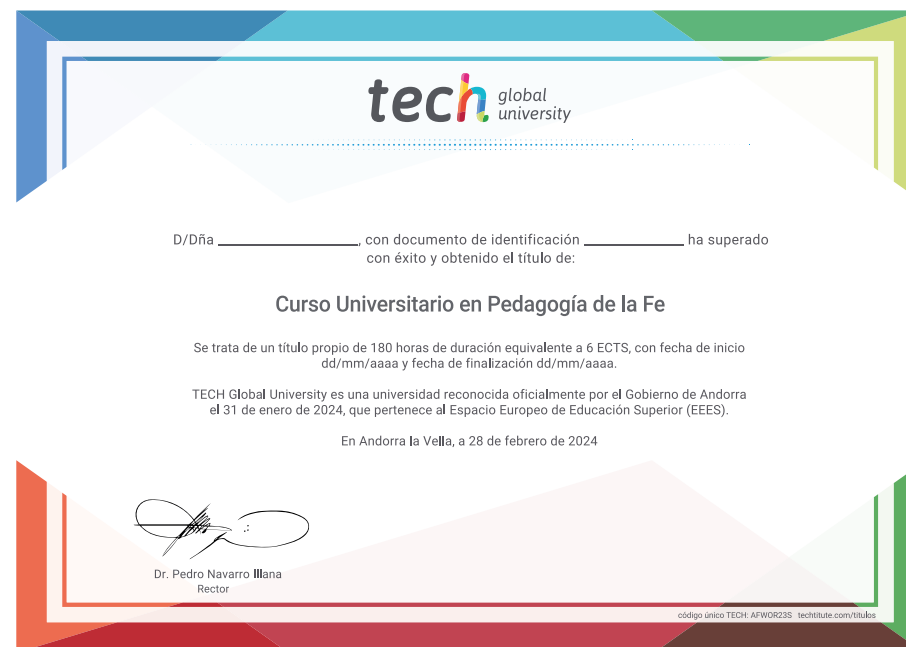 tech global university
D/Dña ____________________, con documento de identificación ______________ ha superado
con éxito y obtenido el título de:
Curso Universitario en Pedagogía de la Fe
Se trata de un título propio de 180 horas de duración equivalente a 6 ECTS, con fecha de inicio
dd/mm/aaaa y fecha de finalización dd/mm/aaaa.
TECH Global University es una universidad reconocida oficialmente por el Gobierno de Andorra
el 31 de enero de 2024, que pertenece al Espacio Europeo de Educación Superior (EEES).
En Andorra la Vella, a 28 de febrero de 2024
Dr. Pedro Navarro Illana
Rector
código único TECH: AFWOR23S techtitute.com/titulos